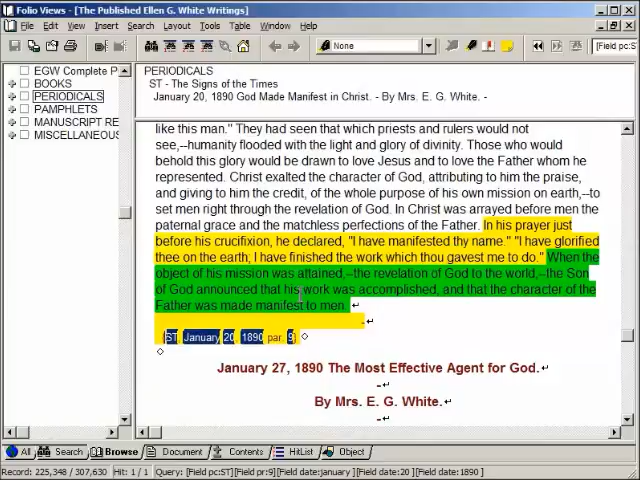 Folio Views - [The Published Ellen G. White Writings]
File Edit View Insert Search Layout Tools Table Window Help
None
[Field pc:ST]
EGW Complete P
BOOKS
PERIODICALS
PAMPHLETS
MANUSCRIPT RE
MISCELLANEOUS
PERIODICALS
ST - The Signs of the Times
January 20, 1890 God Made Manifest in Christ. - By Mrs. E. G. White. -
like this man." They had seen that which priests and rulers would not
see,--humanity flooded with the light and glory of divinity. Those who would
behold this glory would be drawn to love Jesus and to love the Father whom he
represented. Christ exalted the character of God, attributing to him the praise,
and giving to him the credit, of the whole purpose of his own mission on earth,--to
set men right through the revelation of God. In Christ was arrayed before men the
paternal grace and the matchless perfections of the Father. In his prayer just
before his crucifixion, he declared, "I have manifested thy name." "I have glorified
thee on the earth; I have finished the work which thou gavest me to do." When the
object of his mission was attained,--the revelation of God to the world,--the Son
of God announced that his work was accomplished, and that the character of the
Father was made manifest to men.
-
{ST, January 20, 1890 par. 9}
January 27, 1890 The Most Effective Agent for God.
-
By Mrs. E. G. White.
-
All Search Browse Document Contents HitList Object
Record: 225,348 / 307,630 Hit: 1 / 1 Query: [Field pc:ST][Field pr:9][Field date:january ][Field date:20 ][Field date:1890 ]